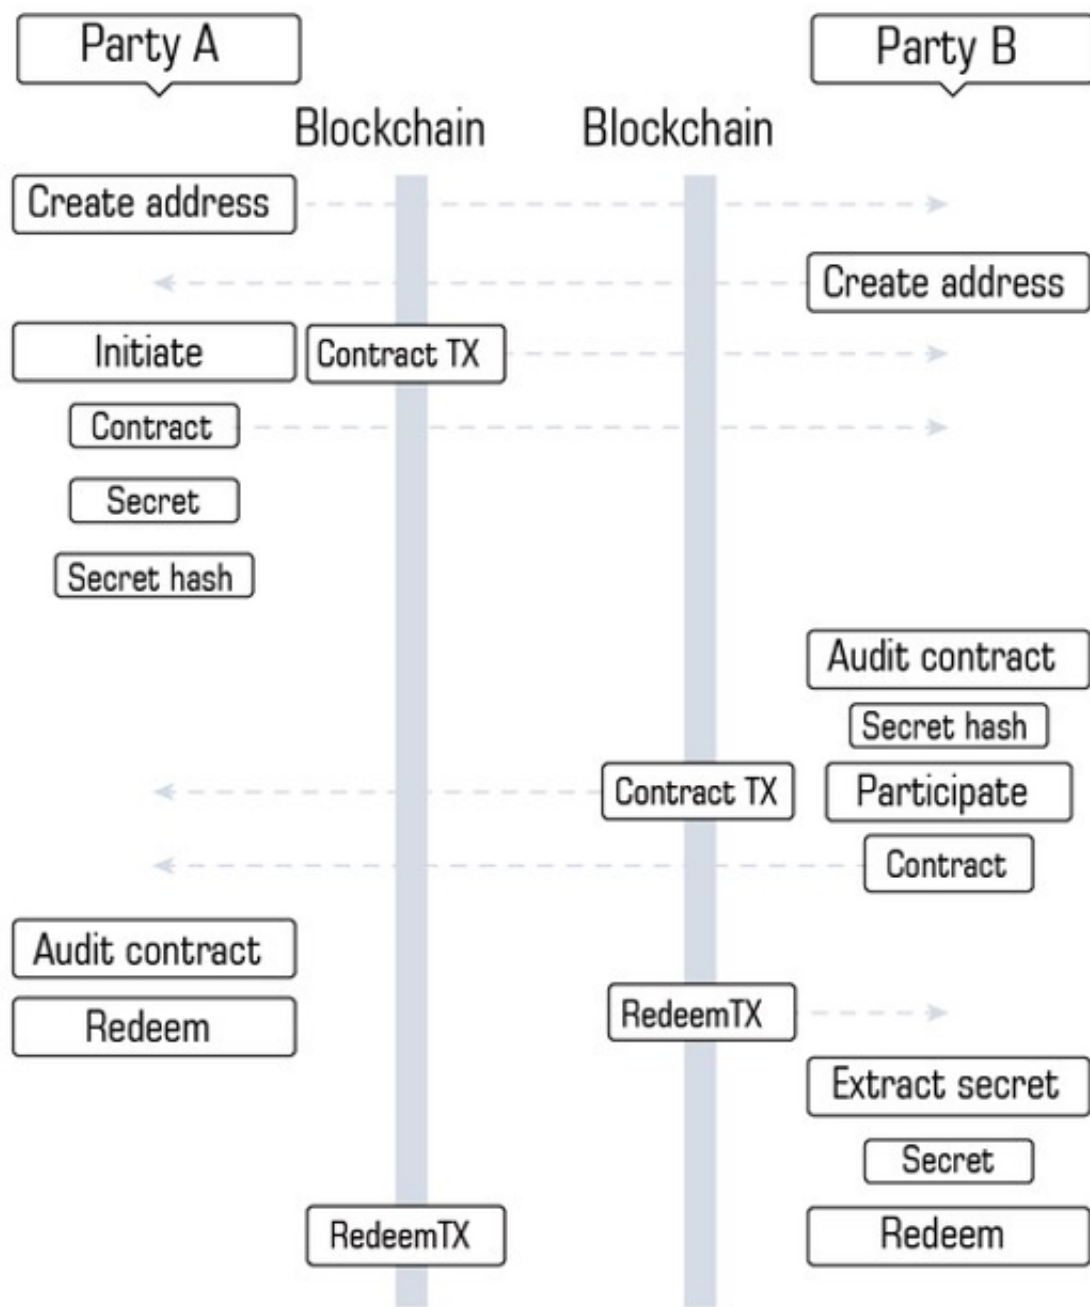 Party A
Party B
Blockchain
Blockchain
Create address
Create address
Initiate
Contract TX
Contract
Secret
Secret hash
Audit contract
Secret hash
Contract TX
Participate
Contract
Audit contract
RedeemTX
Redeem
Extract secret
Secret
RedeemTX
Redeem